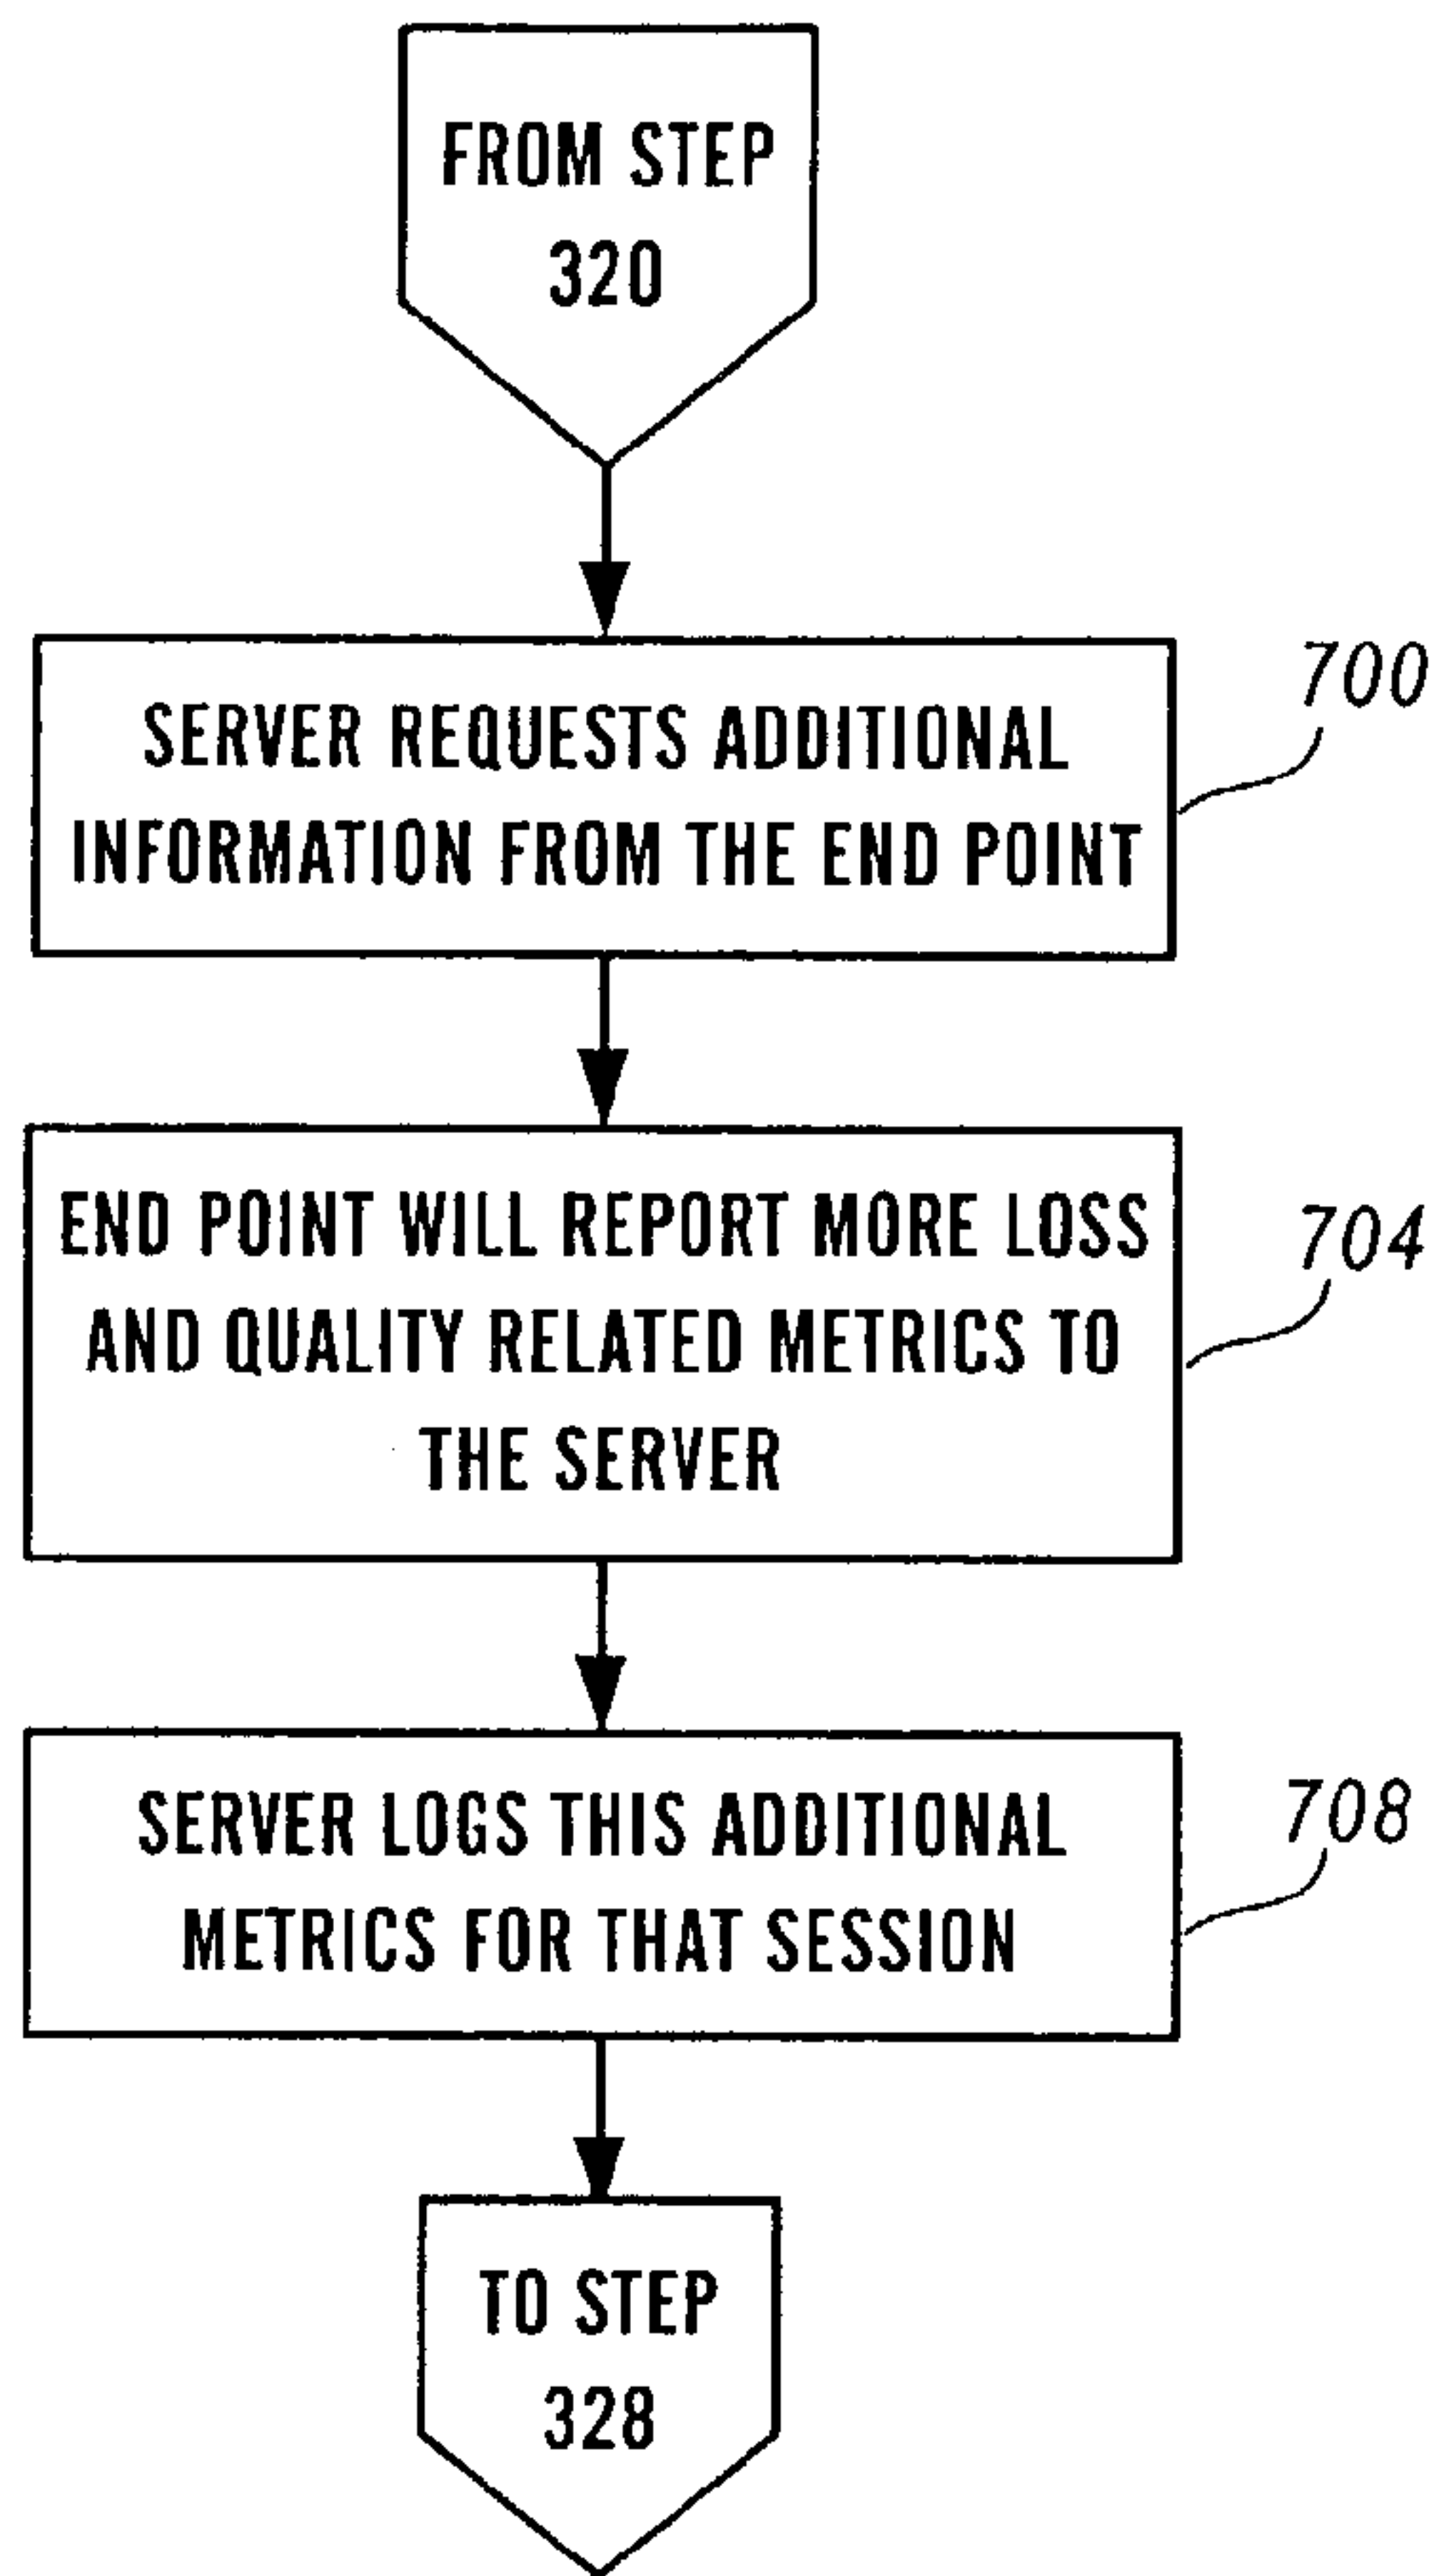 FROM STEP
320
700
SERVER REQUESTS ADDITIONAL
INFORMATION FROM THE END POINT
704
END POINT WILL REPORT MORE LOSS
AND QUALITY RELATED METRICS TO
THE SERVER
708
SERVER LOGS THIS ADDITIONAL
METRICS FOR THAT SESSION
TO STEP
328